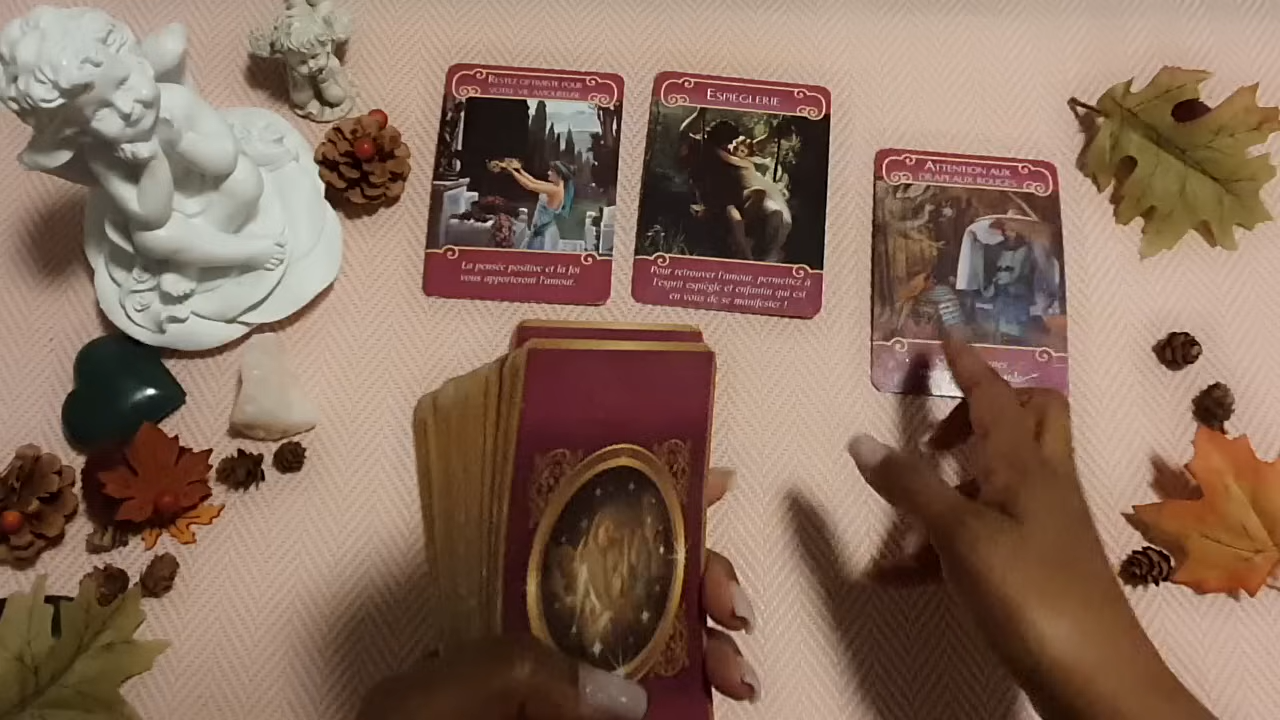 RESTEZ OPTIMISTE POUR
VOTRE VIE AMOUREUSE
La pensée positive et la foi
vous apporteront l'amour.
ESPIÈGLERIE
Pour retrouver l'amour, permettez à
l'esprit espiègle et enfantin qui est
en vous de se manifester !
ATTENTION AUX
DRAPEAUX ROUGES